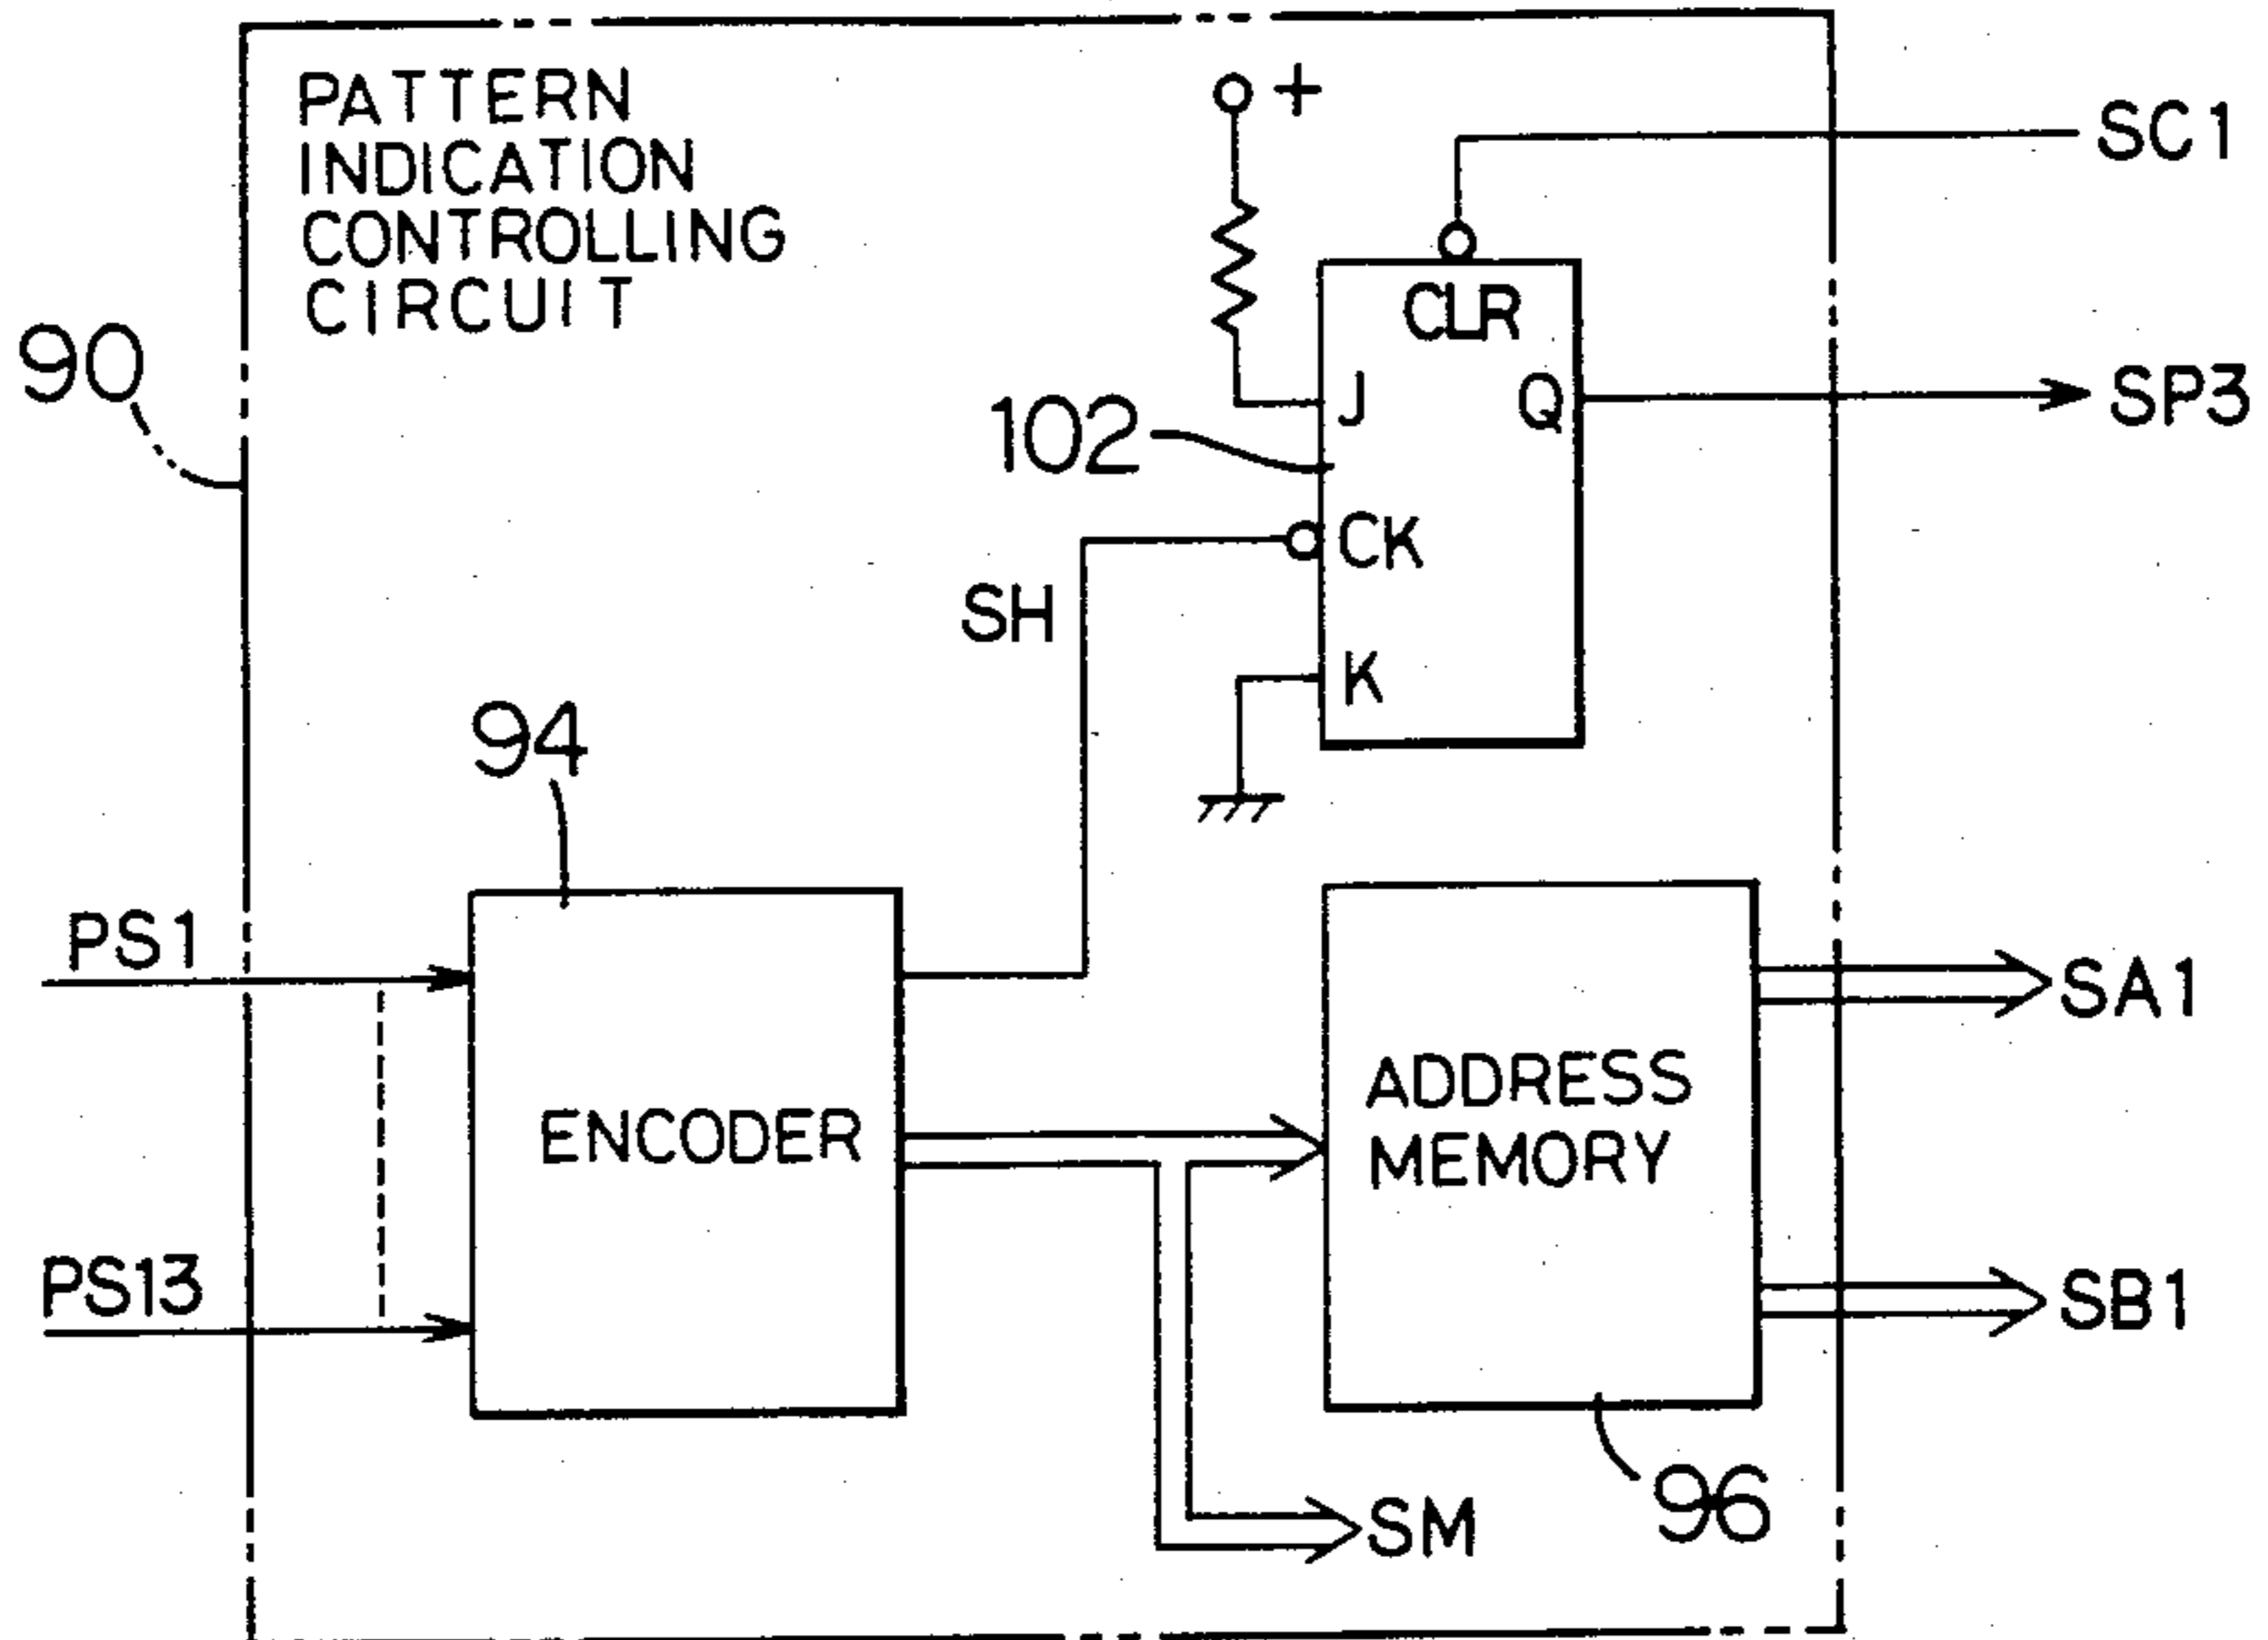 PATTERN
INDICATION
CONTROLLING
CIRCUIT
+
SC1
90
CLR
J
Q
SP3
102
CK
SH
K
94
PS1
SA1
ENCODER
ADDRESS
MEMORY
PS13
SB1
96
SM